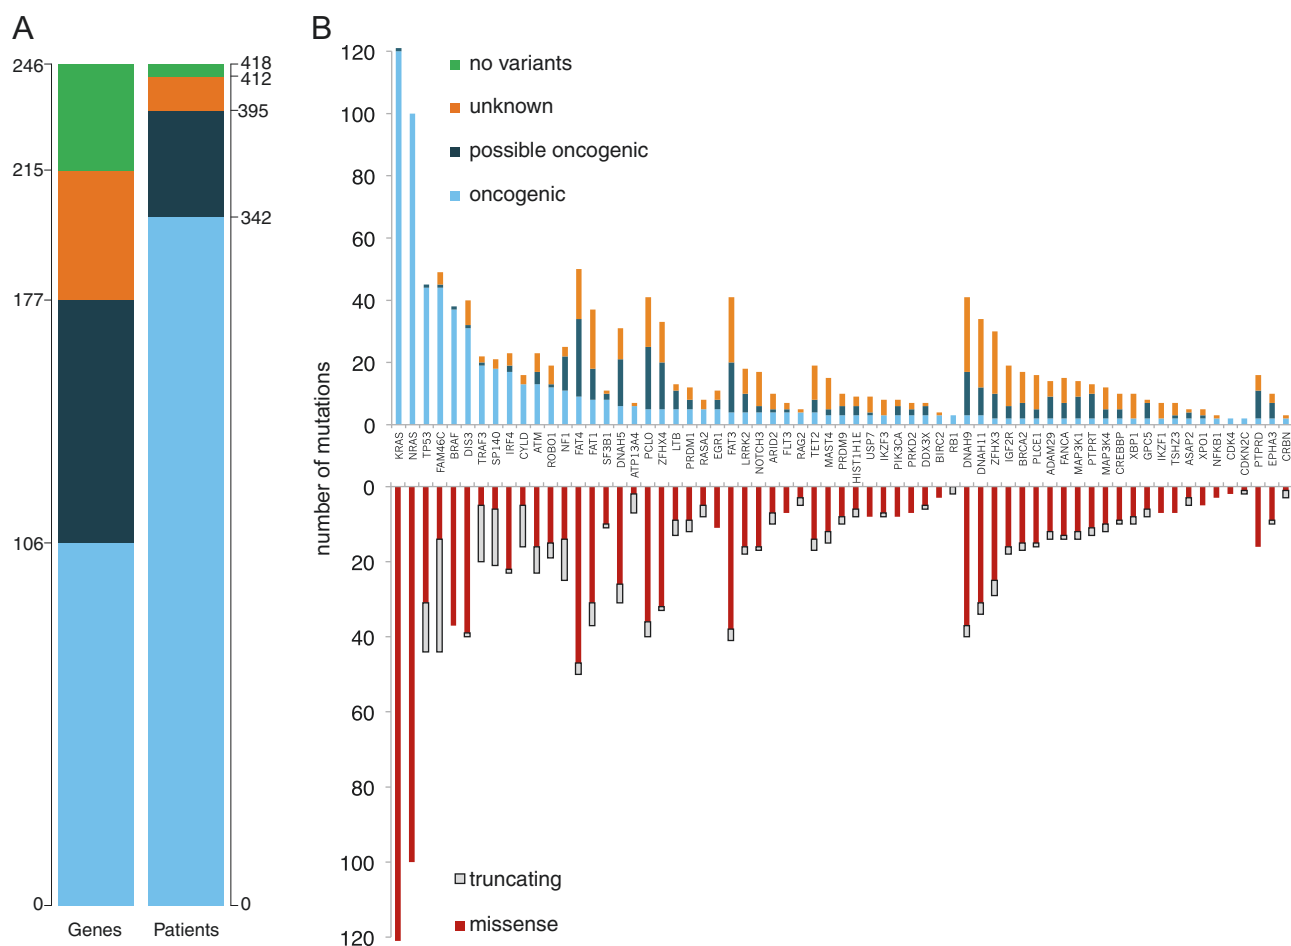 A
246
215
177
106
0
418
412
395
342
0
Genes
Patients
B
number of mutations
120
100
80
60
40
20
0
no variants
unknown
possible oncogenic
oncogenic
KRAS
NRAS
TP53
FAM46C
BRAF
DIS3
TRAF3
SP140
IRF4
CYLD
ATM
ROBO1
NF1
FAT4
FAT1
SF3B1
DNAH5
ATP13A4
PCLO
ZFHX4
LTB
PRDM1
RASA2
EGR1
FAT3
LRRK2
NOTCH3
ARID2
FLT3
RAG2
TET2
MAST4
PRDM9
HIST1H1E
USP7
IKZF3
PIK3CA
PRKD2
DDX3X
BIRC2
RB1
DNAH9
DNAH11
ZFHX3
IGF2R
BRCA2
PLCE1
ADAM29
FANCA
MAP3K1
PTPRT
MAP3K4
CREBBP
XBP1
GPC5
IKZF1
TSHZ3
ASAP2
XPO1
NFKB1
CDK4
CDKN2C
PTPRD
EPHA3
CRBN
0
20
40
60
80
100
120
truncating
missense